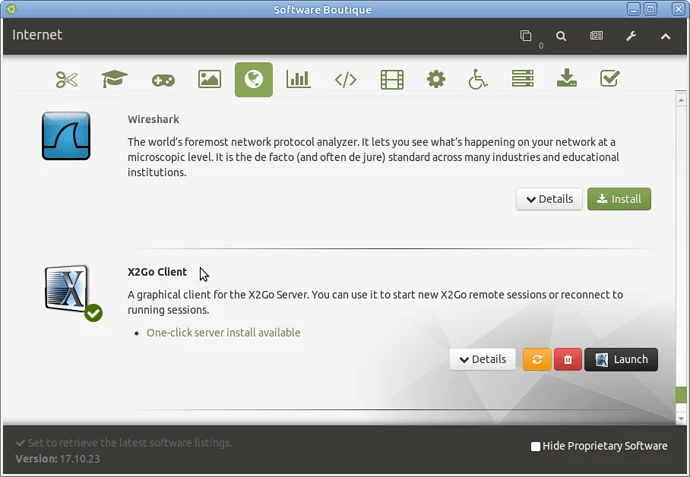 Software Boutique
Internet
0
Wireshark
The world's foremost network protocol analyzer. It lets you see what's happening on your network at a
microscopic level. It is the de facto (and often de jure) standard across many industries and educational
institutions.
Details
Install
X2Go Client
A graphical client for the X2Go Server. You can use it to start new X2Go remote sessions or reconnect to
running sessions.
• One-click server install available
Details
Launch
Set to retrieve the latest software listings.
Hide Proprietary Software
Version: 17.10.23